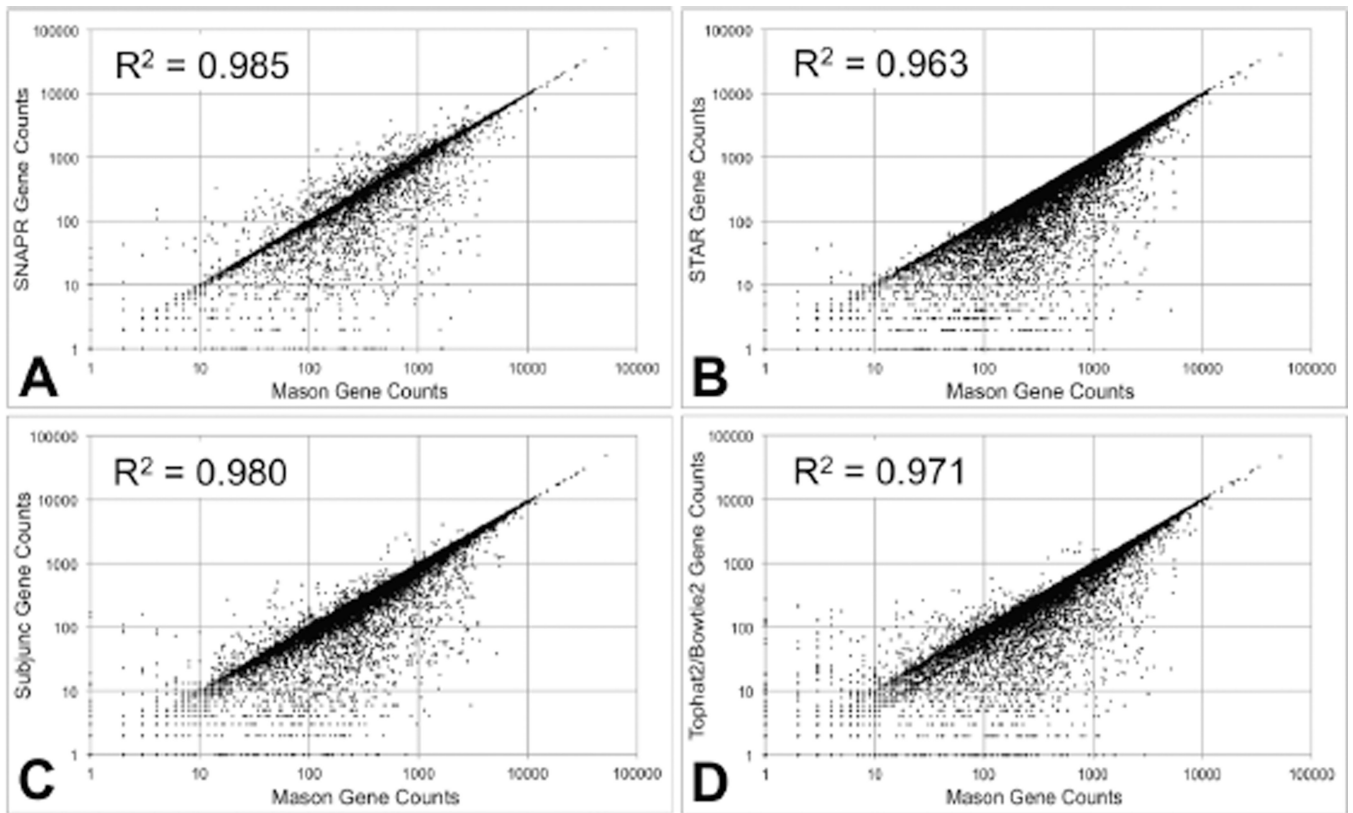 100000
R² = 0.985
10000
1000
100
10
1
SNAPR Gene Counts
1 10 100 1000 10000 100000
Mason Gene Counts
A
100000
R² = 0.963
10000
1000
100
10
1
STAR Gene Counts
1 10 100 1000 10000 100000
Mason Gene Counts
B
100000
R² = 0.980
10000
1000
100
10
1
Subjunc Gene Counts
1 10 100 1000 10000 100000
Mason Gene Counts
C
100000
R² = 0.971
10000
1000
100
10
1
Tophat2/Bowtie2 Gene Counts
1 10 100 1000 10000 100000
Mason Gene Counts
D